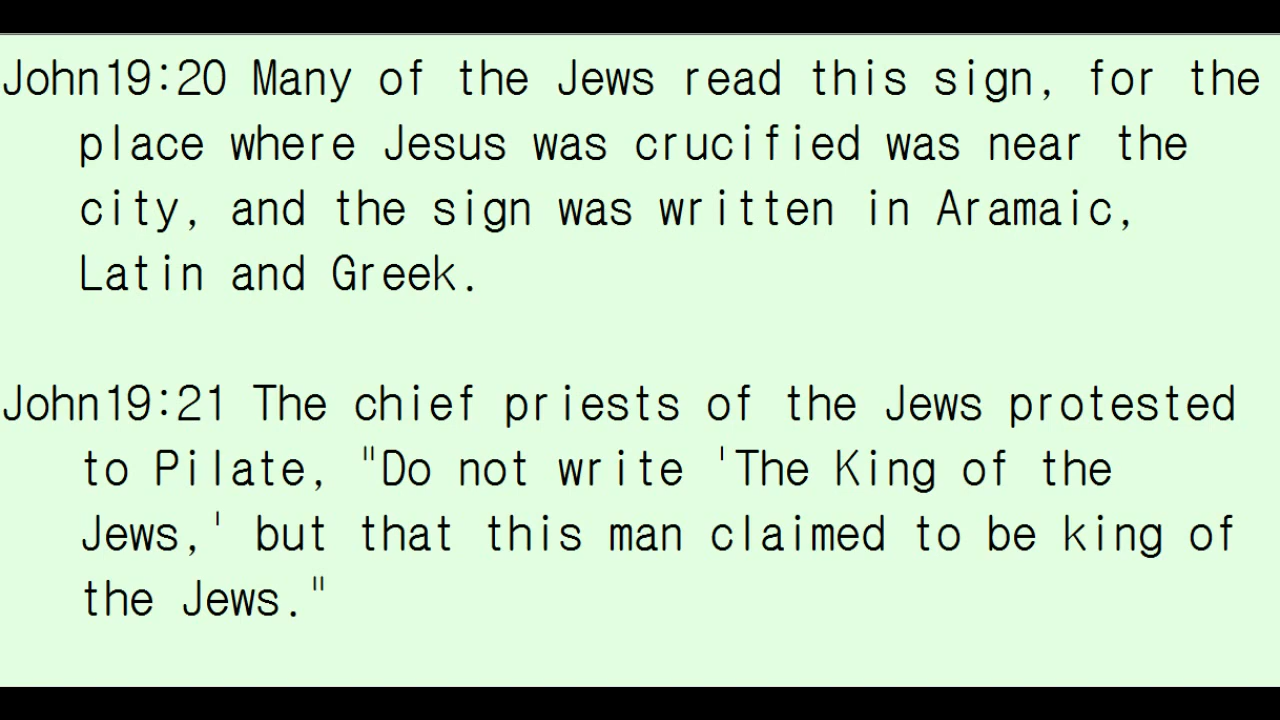 John19:20 Many of the Jews read this sign, for the
place where Jesus was crucified was near the
city, and the sign was written in Aramaic,
Latin and Greek.
John19:21 The chief priests of the Jews protested
to Pilate, "Do not write 'The King of the
Jews,' but that this man claimed to be king of
the Jews."